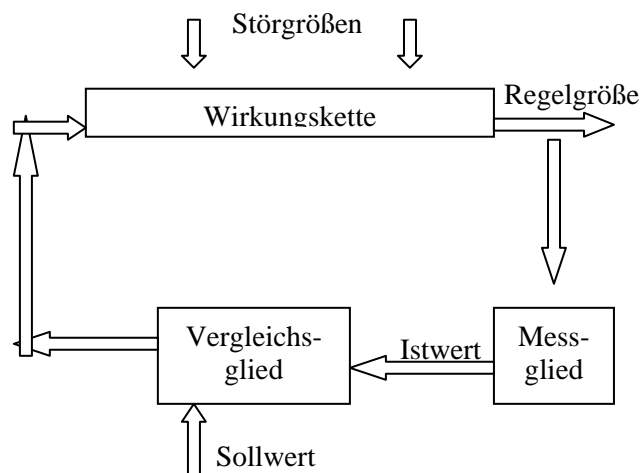 Störgrößen
Regelgröße
Wirkungskette
Vergleichs-
glied
Istwert
Mess-
glied
Sollwert